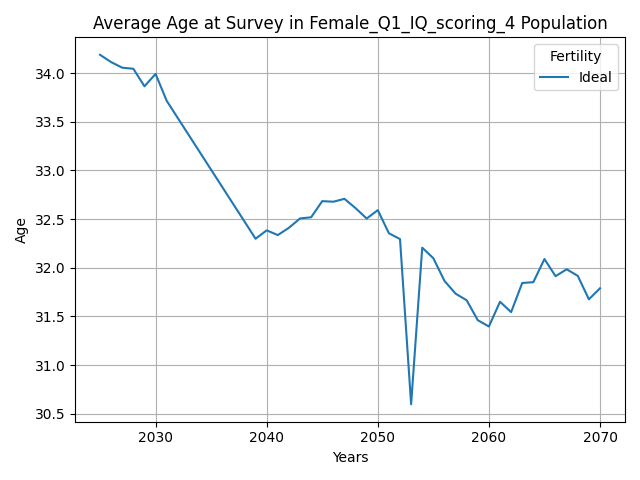 Average Age at Survey in Female_Q1_IQ_scoring_4 Population
Fertility
Ideal
34.0
33.5
33.0
32.5
32.0
31.5
31.0
30.5
Age
2030
2040
2050
2060
2070
Years